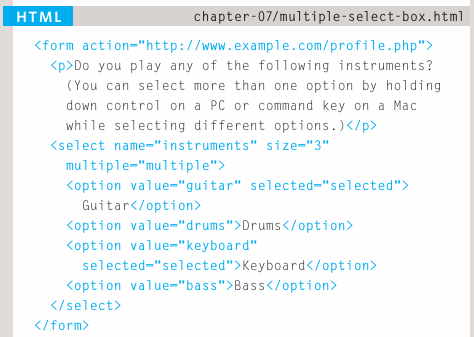 HTML chapter-07/multiple-select-box.html
<form action="http://www.example.com/profile.php">
<p>Do you play any of the following instruments?
(You can select more than one option by holding
down control on a PC or command key on a Mac
while selecting different options.)</p>
<select name="instruments" size="3"
multiple="multiple">
<option value="guitar" selected="selected">
Guitar</option>
<option value="drums">Drums</option>
<option value="keyboard"
selected="selected">Keyboard</option>
<option value="bass">Bass</option>
</select>
</form>